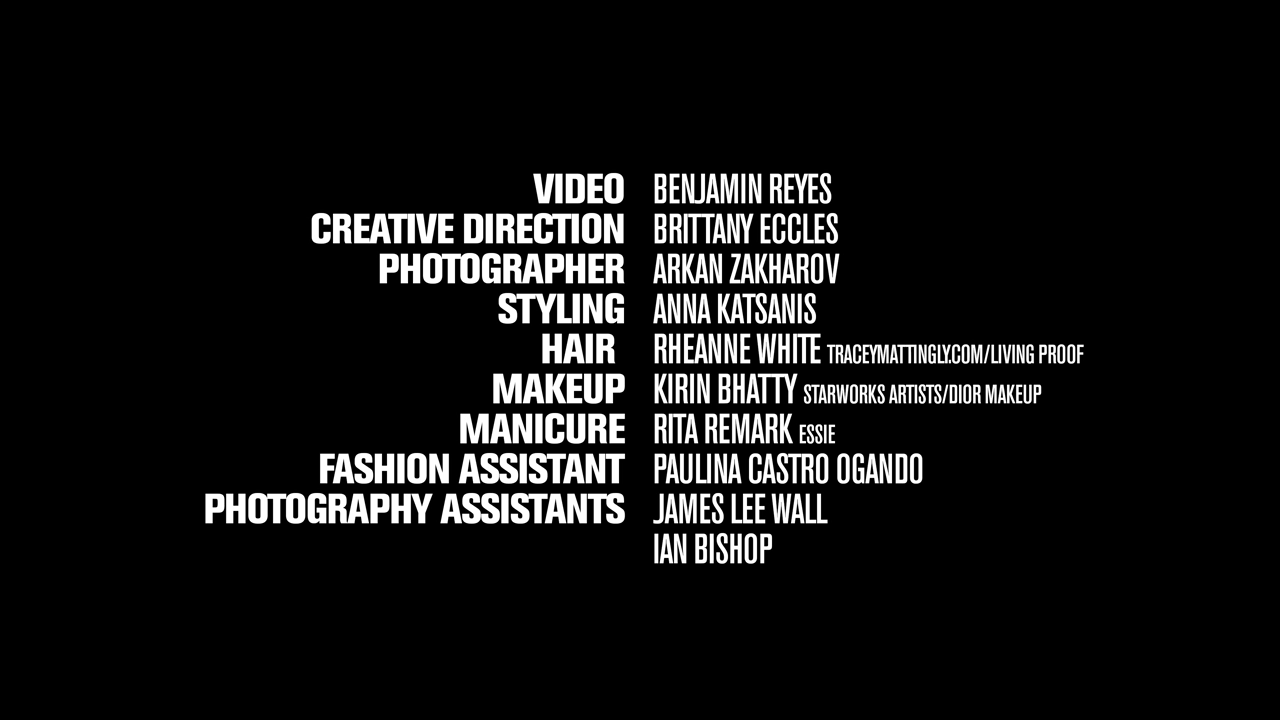 VIDEO BENJAMIN REYES
CREATIVE DIRECTION BRITTANY ECCLES
PHOTOGRAPHER ARKAN ZAKHAROV
STYLING ANNA KATSANIS
HAIR RHEANNE WHITE TRACEYMATTINGLY.COM/LIVING PROOF
MAKEUP KIRIN BHATTY STARWORKS ARTISTS/DIOR MAKEUP
MANICURE RITA REMARK ESSIE
FASHION ASSISTANT PAULINA CASTRO OGANDO
PHOTOGRAPHY ASSISTANTS JAMES LEE WALL
IAN BISHOP